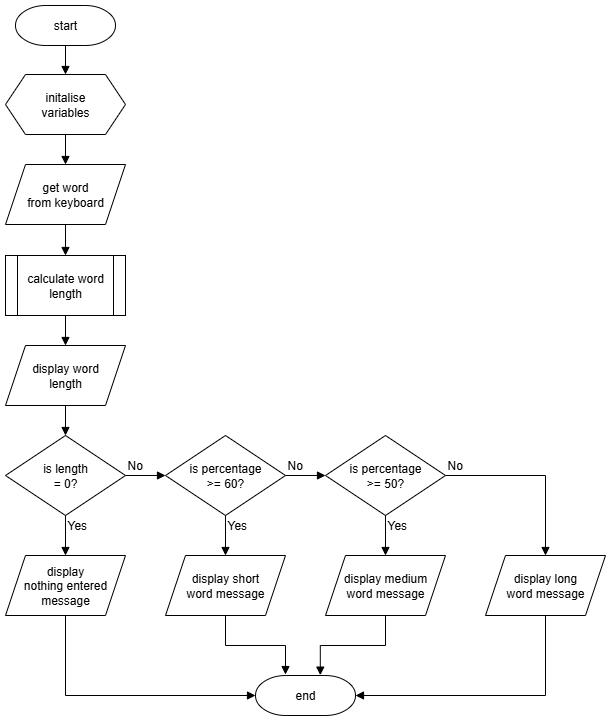 start
initalise
variables
get word
from keyboard
calculate word
length
display word
length
is length
= 0?
No
is percentage
>= 60?
No
is percentage
>= 50?
No
Yes
Yes
Yes
display
nothing entered
message
display short
word message
display medium
word message
display long
word message
end